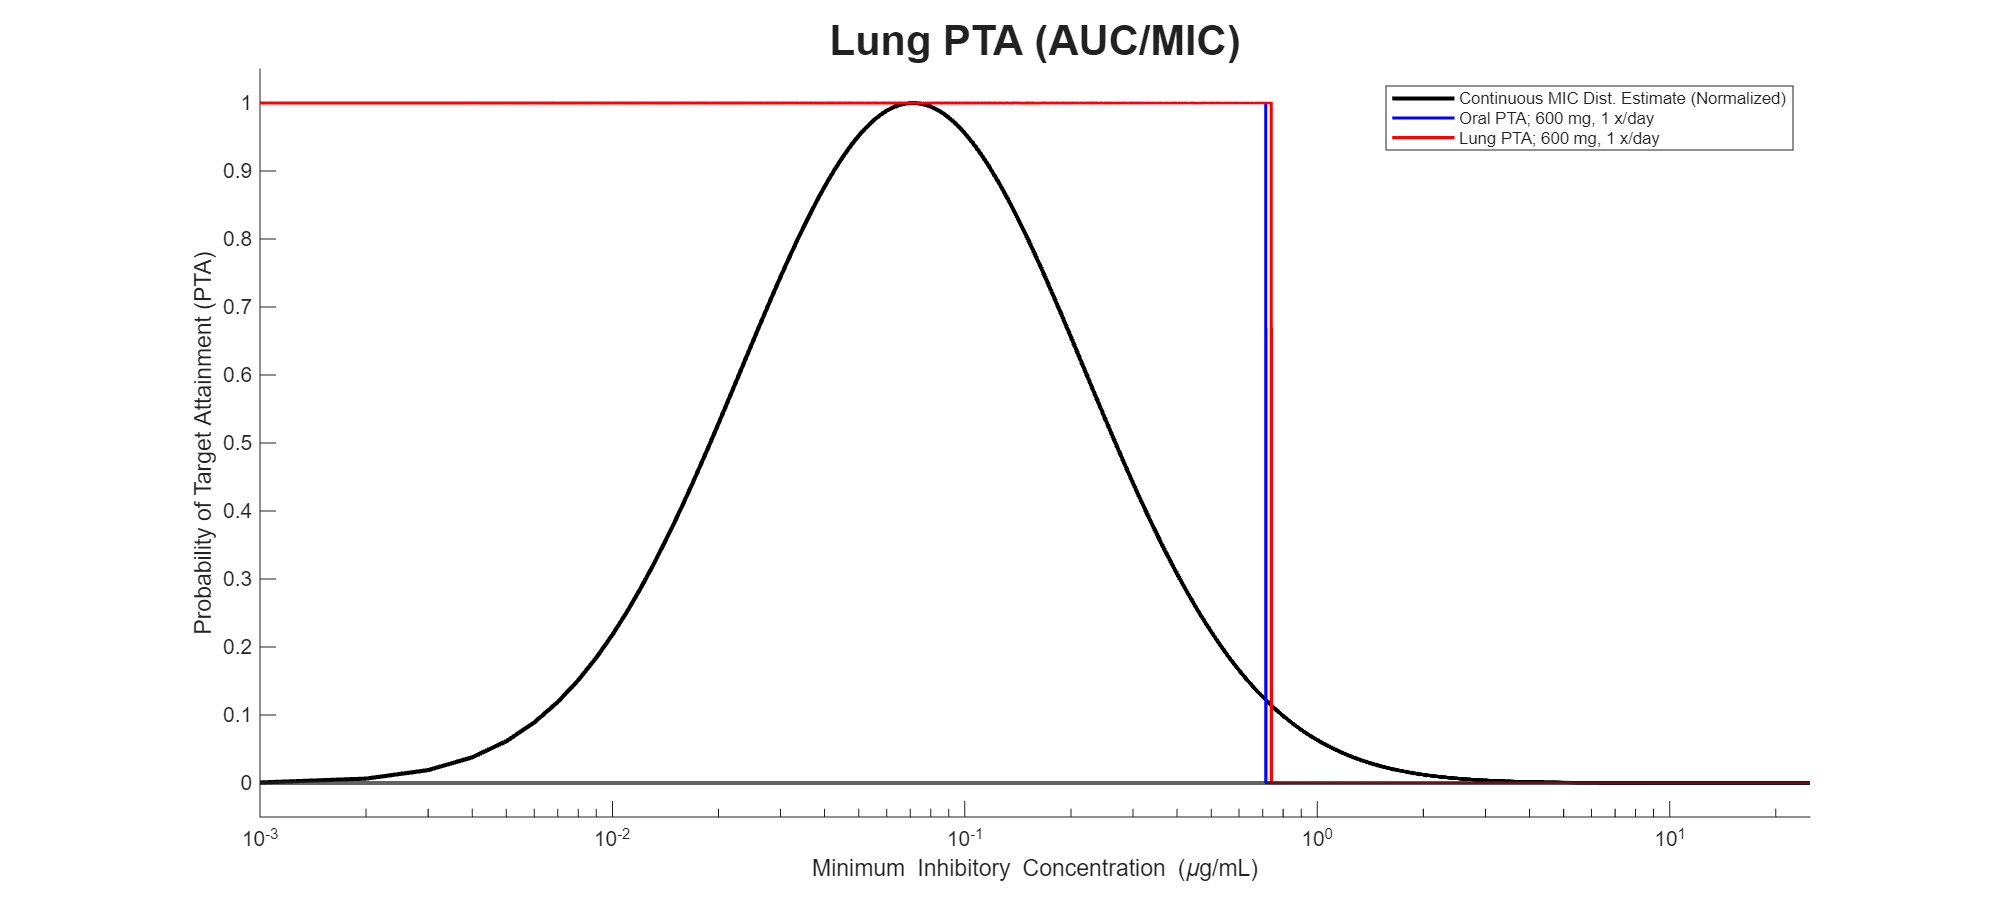 Lung PTA (AUC/MIC)
Continuous MIC Dist. Estimate (Normalized)
Oral PTA; 600 mg, 1 x/day
Lung PTA; 600 mg, 1 x/day
Probability of Target Attainment (PTA)
1
0.9
0.8
0.7
0.6
0.5
0.4
0.3
0.2
0.1
0
10⁻³ 10⁻² 10⁻¹ 10⁰ 10¹
Minimum Inhibitory Concentration (μg/mL)